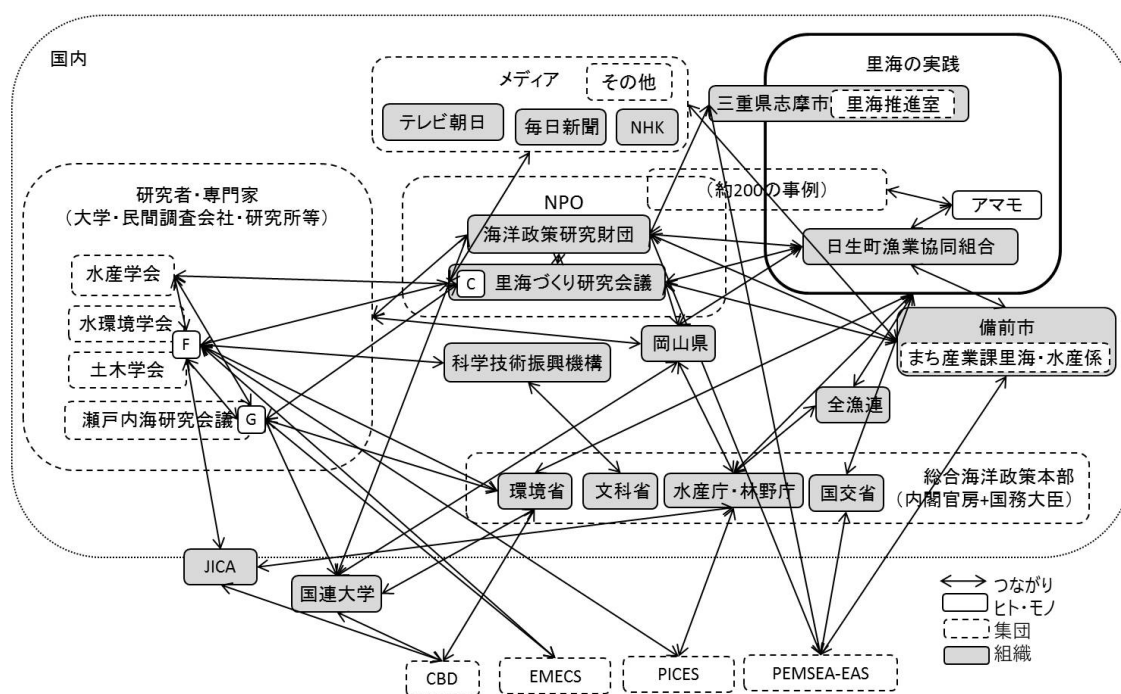 国内
里海の実践
メディア
その他
三重県志摩市
里海推進室
テレビ朝日
毎日新聞
NHK
研究者・専門家
（大学・民間調査会社・研究所等）
（約200の事例）
NPO
アマモ
海洋政策研究財団
日生町漁業協同組合
水産学会
C
里海づくり研究会議
水環境学会
F
岡山県
備前市
まち産業課里海・水産係
土木学会
科学技術振興機構
全漁連
瀬戸内海研究会議
G
環境省
文科省
水産庁・林野庁
国交省
総合海洋政策本部
（内閣官房+国務大臣）
JICA
国連大学
つながり
ヒト・モノ
集団
組織
CBD
EMECS
PICES
PEMSEA-EAS